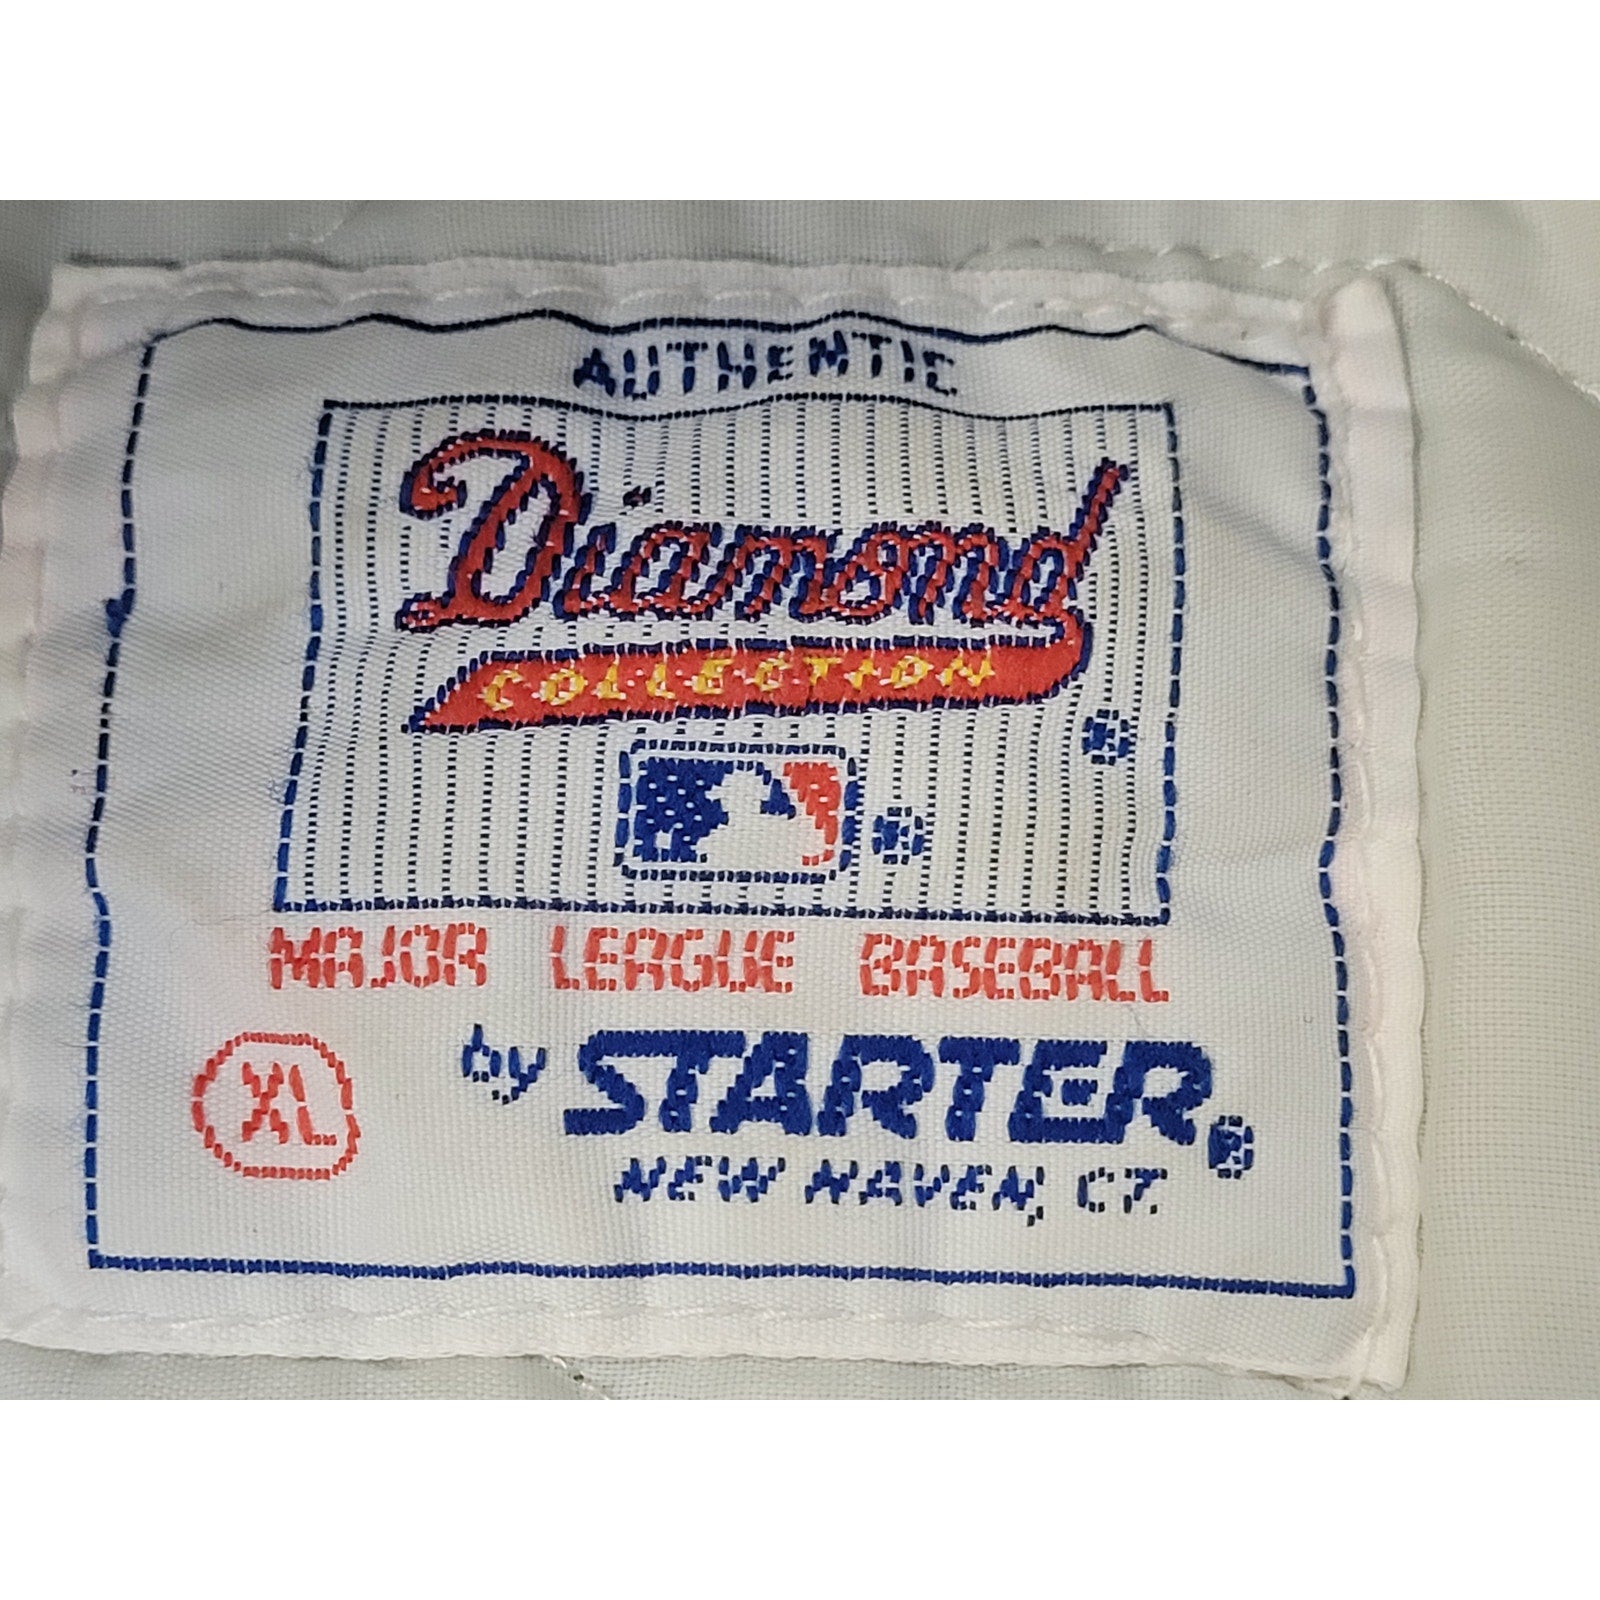 AUTHENTIC
Diamond
COLLECTION
®
®
MAJOR LEAGUE BASEBALL
XL
by STARTER®
NEW HAVEN, CT.